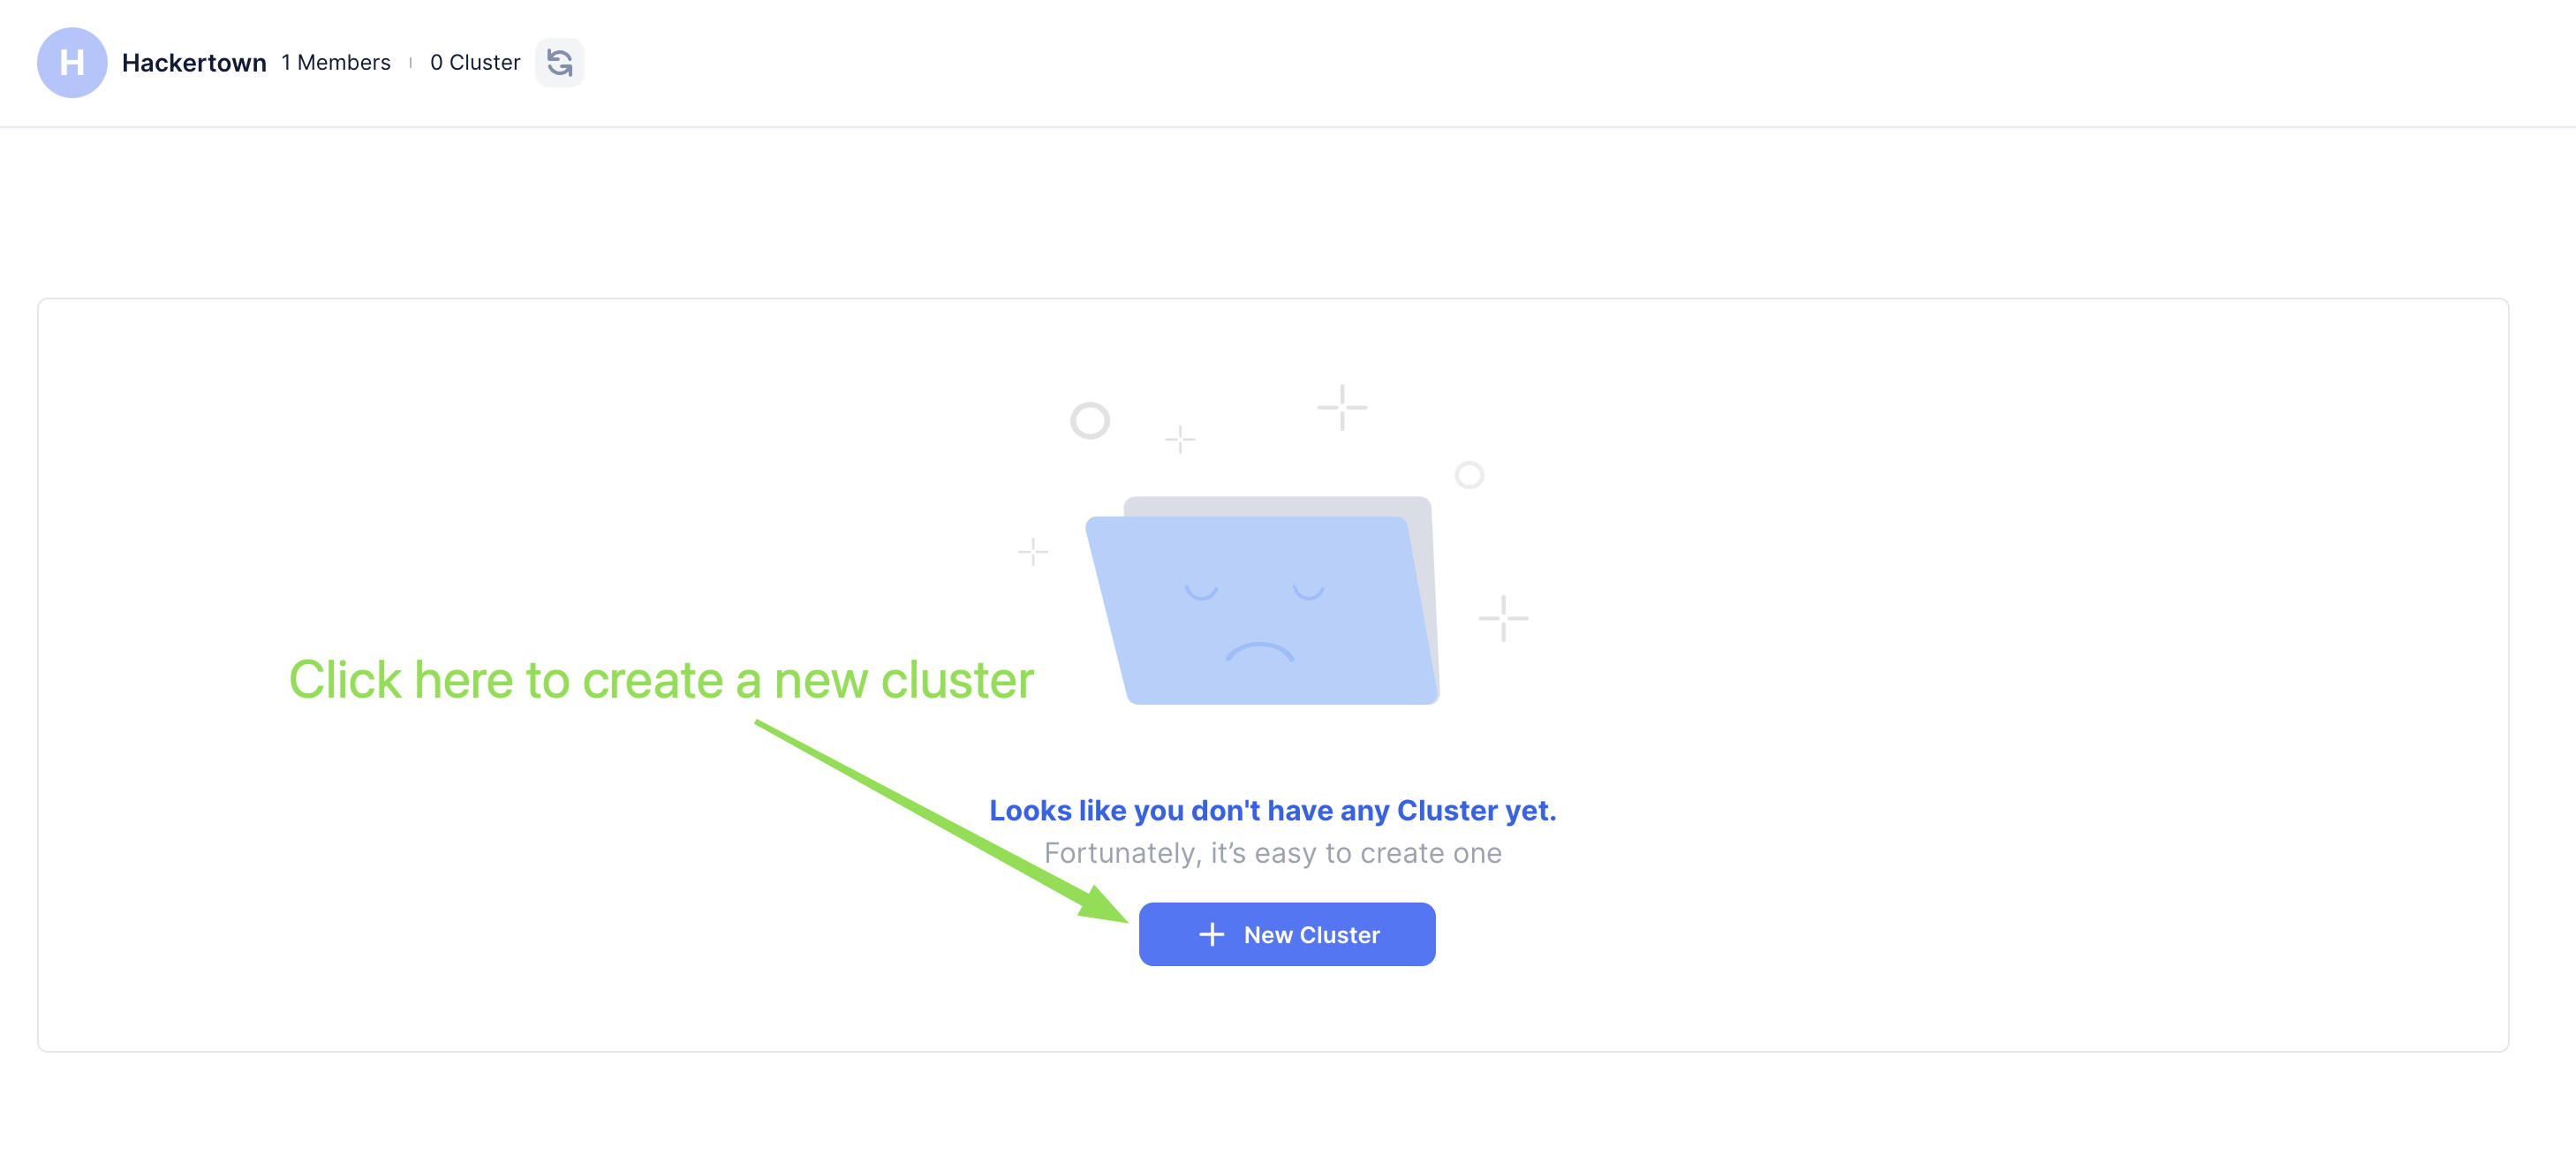 H
Hackertown 1 Members 0 Cluster
Click here to create a new cluster
Looks like you don't have any Cluster yet.
Fortunately, it’s easy to create one
New Cluster